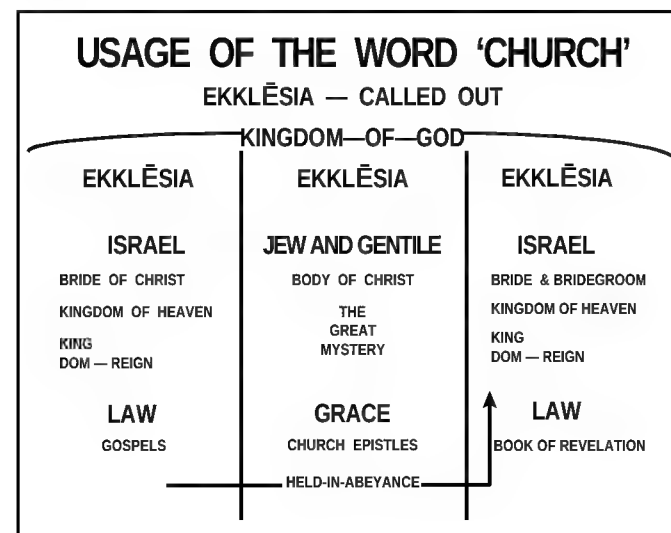 USAGE OF THE WORD ‘CHURCH’
EKKLĒSIA — CALLED OUT
KINGDOM—OF—GOD
EKKLĒSIA
ISRAEL
BRIDE OF CHRIST
KINGDOM OF HEAVEN
KING
DOM — REIGN
LAW
GOSPELS
EKKLĒSIA
JEW AND GENTILE
BODY OF CHRIST
THE
GREAT
MYSTERY
GRACE
CHURCH EPISTLES
HELD-IN-ABEYANCE
EKKLĒSIA
ISRAEL
BRIDE & BRIDEGROOM
KINGDOM OF HEAVEN
KING
DOM — REIGN
LAW
BOOK OF REVELATION